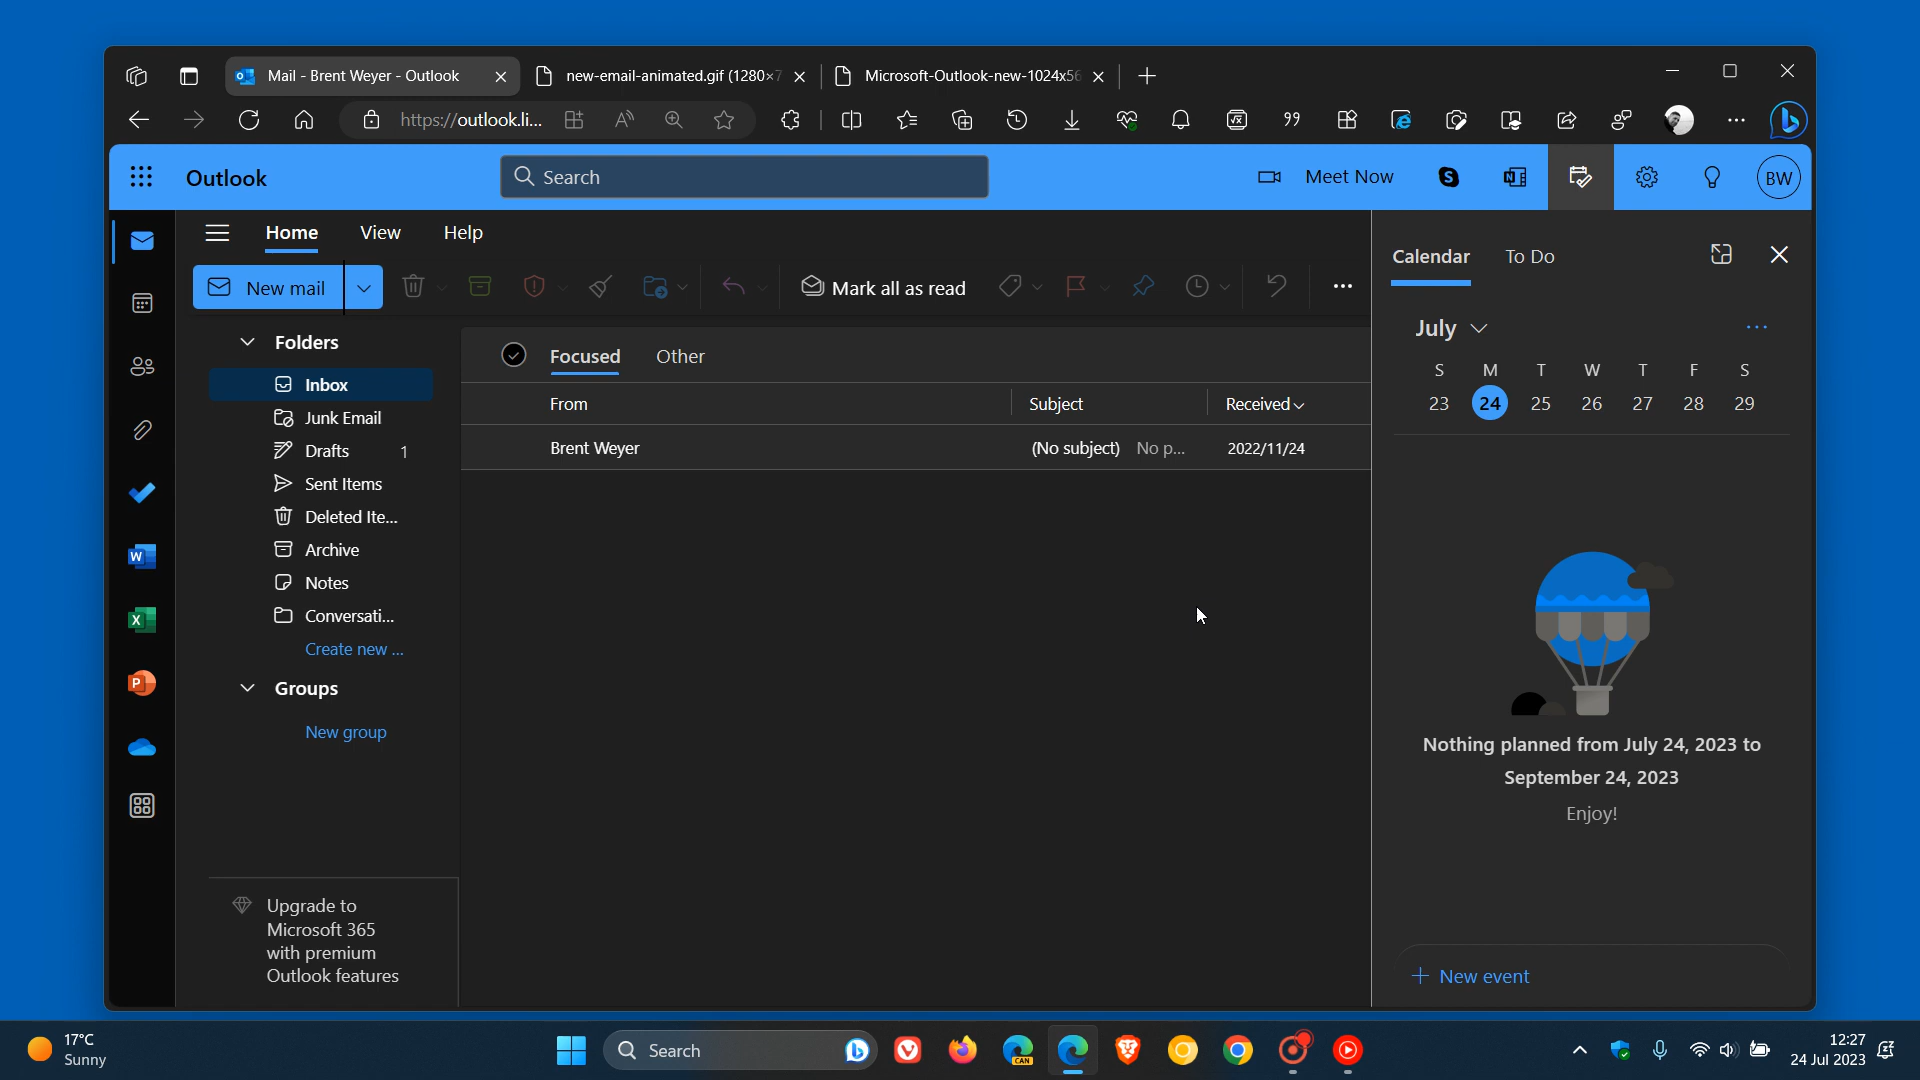 Mail - Brent Weyer - Outlook
new-email-animated.gif (1280×7
Microsoft-Outlook-new-1024x56
https://outlook.li...
Outlook
Search
Meet Now
BW
Home View Help
New mail
Mark all as read
Folders
Inbox
Junk Email
Drafts 1
Sent Items
Deleted Ite...
Archive
Notes
Conversati...
Create new ...
Groups
New group
Upgrade to
Microsoft 365
with premium
Outlook features
Focused Other
From Subject Received
Brent Weyer (No subject) No p... 2022/11/24
Calendar To Do
July
S M T W T F S
23 24 25 26 27 28 29
Nothing planned from July 24, 2023 to
September 24, 2023
Enjoy!
New event
17°C
Sunny
Search
CAN
12:27
24 Jul 2023